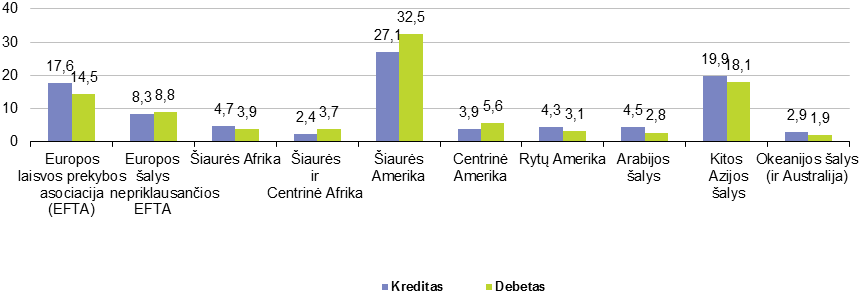 40
30
20
10
0
17,6
14,5
8,3
8,8
4,7
3,9
2,4
3,7
27,1
32,5
3,9
5,6
4,3
3,1
4,5
2,8
19,9
18,1
2,9
1,9
Europos
laisvos prekybos
asociacija
(EFTA)
Europos
šalys
nepriklausančios
EFTA
Šiaurės Afrika
Šiaurės
ir
Centrinė Afrika
Šiaurės
Amerika
Centrinė
Amerika
Rytų Amerika
Arabijos
šalys
Kitos
Azijos
šalys
Okeanijos šalys
(ir Australija)
Kreditas
Debetas